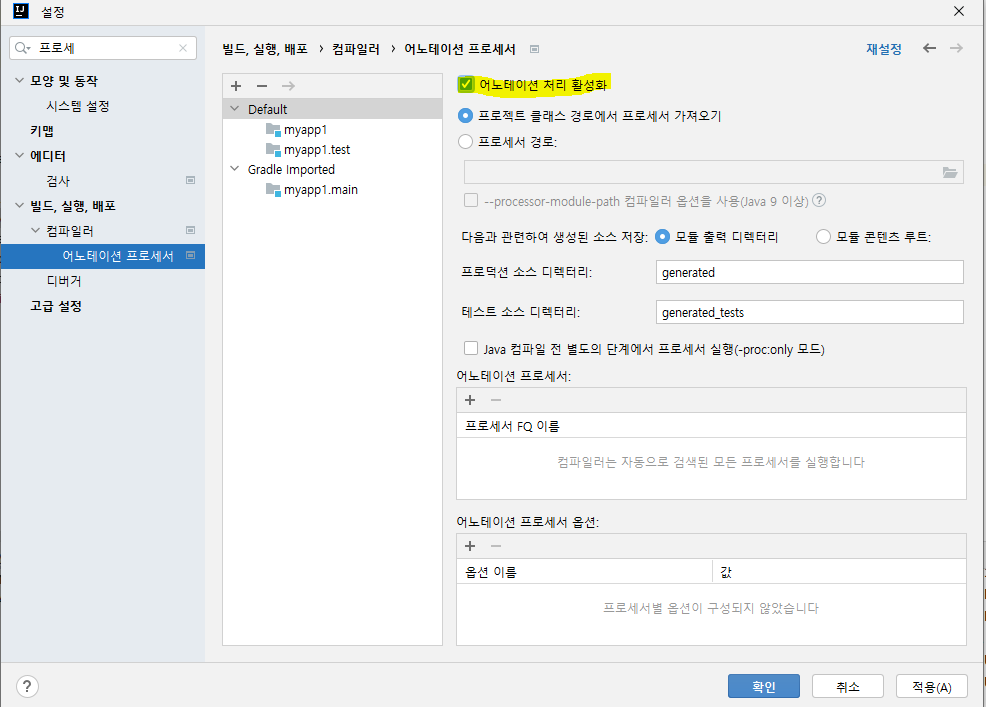 설정
프로세
모양 및 동작
시스템 설정
키맵
에디터
검사
빌드, 실행, 배포
컴파일러
어노테이션 프로세서
디버거
고급 설정
빌드, 실행, 배포 › 컴파일러 › 어노테이션 프로세서
재설정
Default
myapp1
myapp1.test
Gradle Imported
myapp1.main
어노테이션 처리 활성화
프로젝트 클래스 경로에서 프로세서 가져오기
프로세서 경로:
--processor-module-path 컴파일러 옵션을 사용(Java 9 이상) ?
다음과 관련하여 생성된 소스 저장: 모듈 출력 디렉터리 모듈 콘텐츠 루트:
프로덕션 소스 디렉터리: generated
테스트 소스 디렉터리: generated_tests
Java 컴파일 전 별도의 단계에서 프로세서 실행(-proc:only 모드)
어노테이션 프로세서:
프로세서 FQ 이름
컴파일러는 자동으로 검색된 모든 프로세서를 실행합니다
어노테이션 프로세서 옵션:
옵션 이름 값
프로세서별 옵션이 구성되지 않았습니다
? 확인 취소 적용(A)